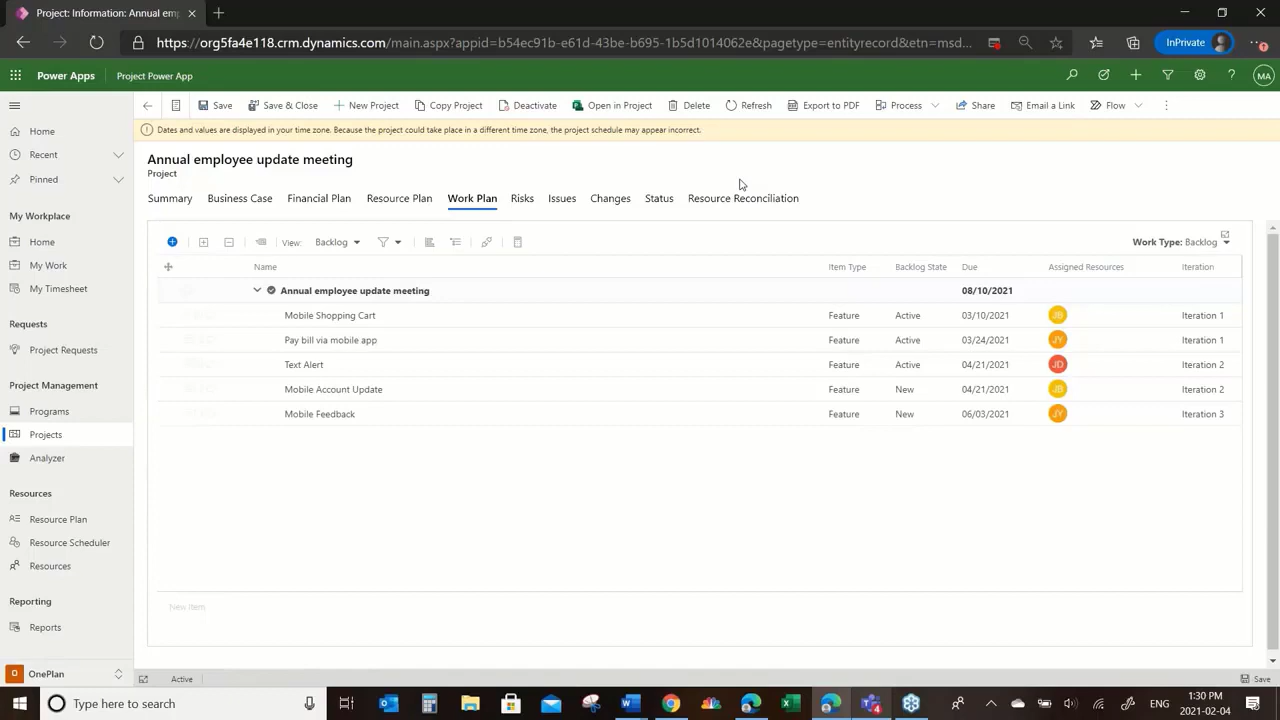 Project: Information: Annual em
https://org5fa4e118.crm.dynamics.com/main.aspx?appid=b54ec91b-e61d-43be-b695-1b5d1014062e&pagetype=entityrecord&etn=msd...
InPrivate
Power Apps
Project Power App
MA
Save
Save & Close
New Project
Copy Project
Deactivate
Open in Project
Delete
Refresh
Export to PDF
Process
Share
Email a Link
Flow
Home
Recent
Pinned
My Workplace
Home
My Work
My Timesheet
Requests
Project Requests
Project Management
Programs
Projects
Analyzer
Resources
Resource Plan
Resource Scheduler
Resources
Reporting
Reports
O OnePlan
Dates and values are displayed in your time zone. Because the project could take place in a different time zone, the project schedule may appear incorrect.
Annual employee update meeting
Project
Summary Business Case Financial Plan Resource Plan Work Plan Risks Issues Changes Status Resource Reconciliation
View: Backlog
Work Type: Backlog
Name Item Type Backlog State Due Assigned Resources Iteration
Annual employee update meeting 08/10/2021
Mobile Shopping Cart Feature Active 03/10/2021 JB Iteration 1
Pay bill via mobile app Feature Active 03/24/2021 JY Iteration 1
Text Alert Feature Active 04/21/2021 JD Iteration 2
Mobile Account Update Feature New 04/21/2021 JB Iteration 2
Mobile Feedback Feature New 06/03/2021 JY Iteration 3
New Item
Active
Save
Type here to search
4
ENG
1:30 PM
2021-02-04